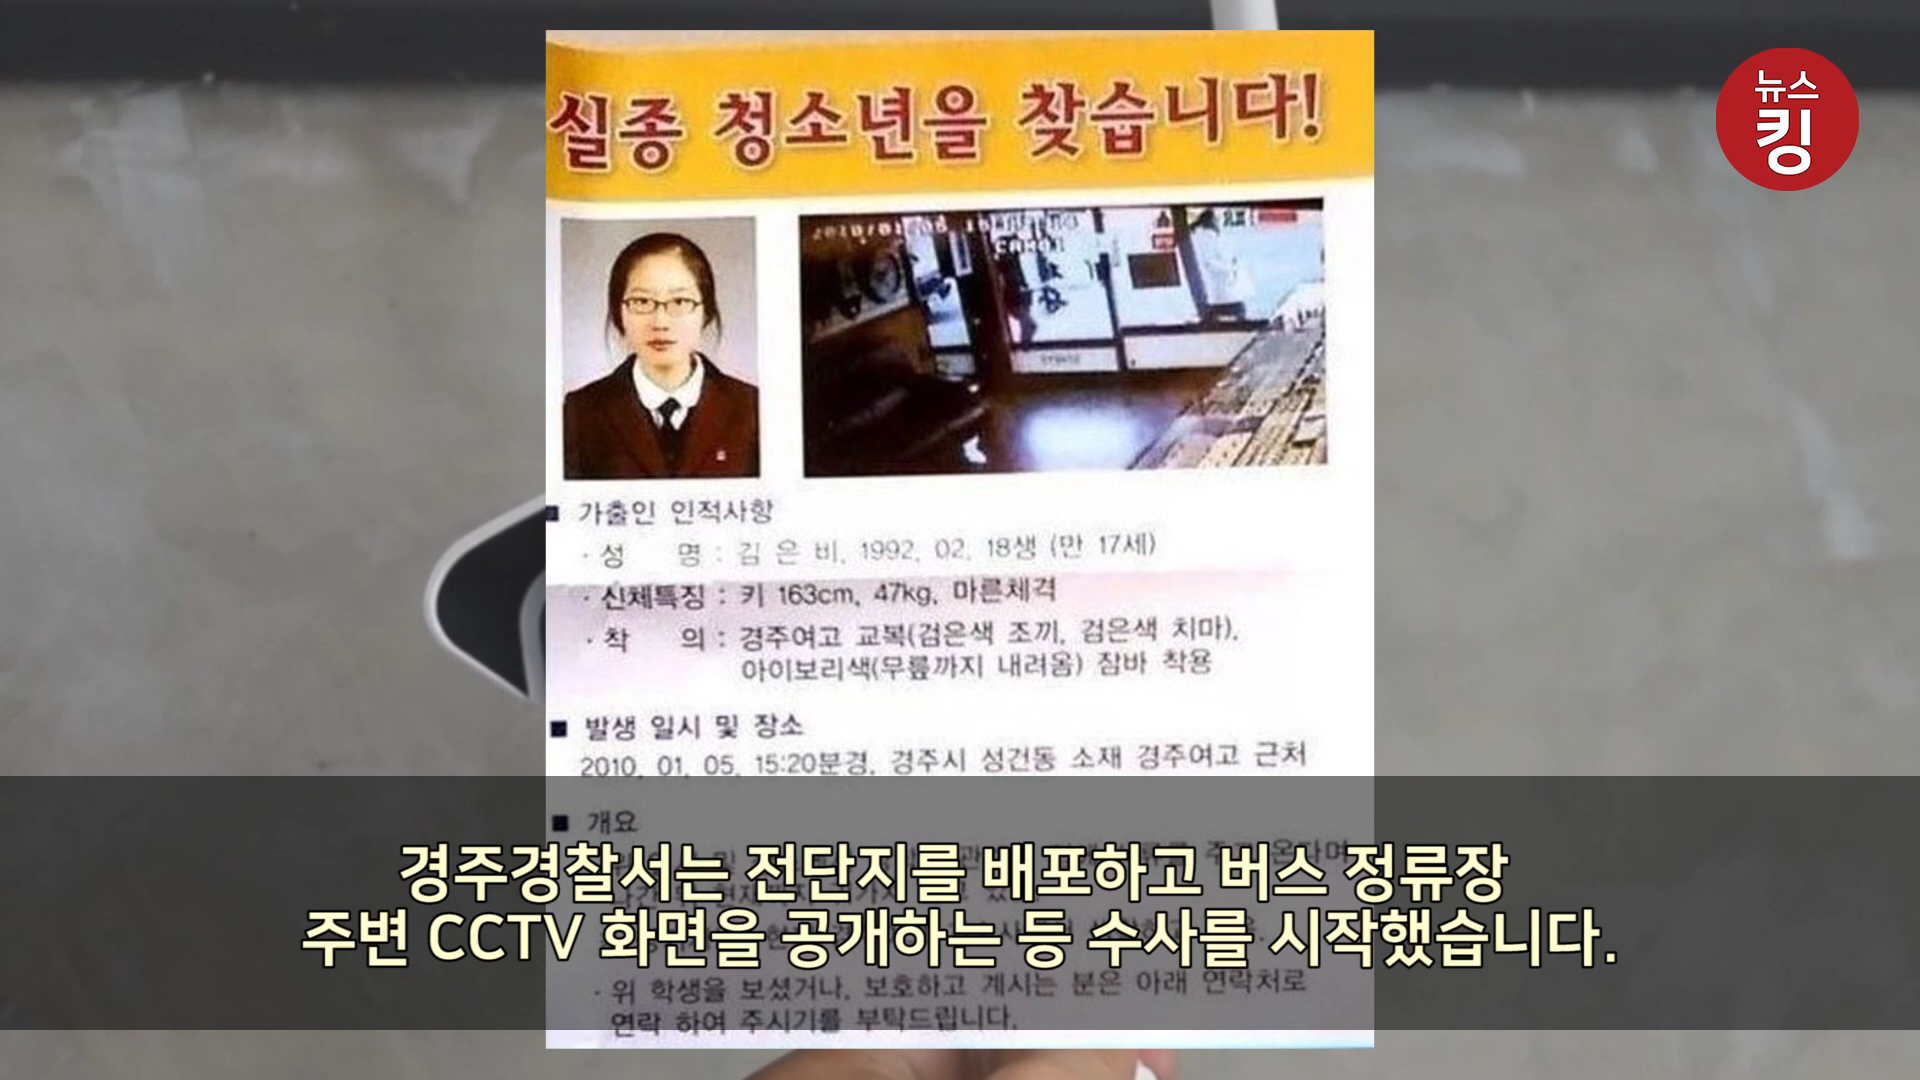 뉴스
킹
실종 청소년을 찾습니다!
CAM01
■ 가출인 인적사항
· 성 명 : 김 은 비, 1992. 02. 18생 (만 17세)
· 신체특징 : 키 163cm, 47kg, 마른체격
· 착 의 : 경주여고 교복(검은색 조끼, 검은색 치마),
아이보리색(무릎까지 내려옴) 잠바 착용
■ 발생 일시 및 장소
2010. 01. 05. 15:20분경, 경주시 성건동 소재 경주여고 근처
■ 개요
경주경찰서는 전단지를 배포하고 버스 정류장
주변 CCTV 화면을 공개하는 등 수사를 시작했습니다.
· 위 학생을 보셨거나, 보호하고 계시는 분은 아래 연락처로
연락 하여 주시기를 부탁드립니다.